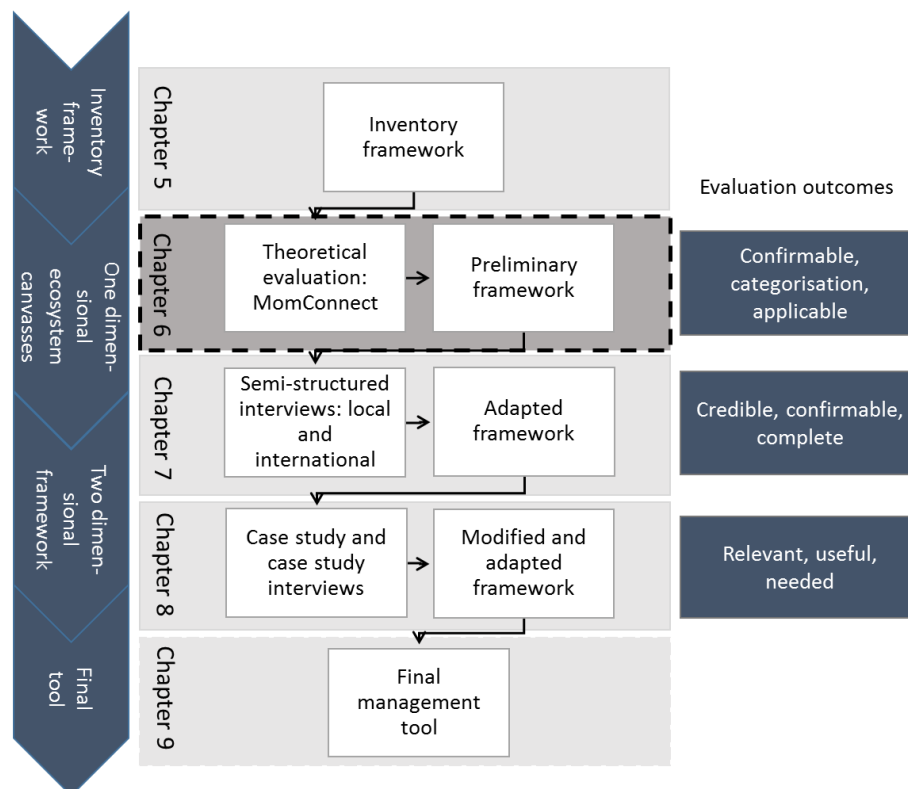 Inventory
frame-
work
One dimen-
sional
ecosystem
canvasses
Two dimen-
sional
framework
Final
tool
Chapter 5
Inventory
framework
Evaluation outcomes
Chapter 6
Theoretical
evaluation:
MomConnect
Preliminary
framework
Confirmable,
categorisation,
applicable
Chapter 7
Semi-structured
interviews: local
and
international
Adapted
framework
Credible, confirmable,
complete
Chapter 8
Case study and
case study
interviews
Modified and
adapted
framework
Relevant, useful,
needed
Chapter 9
Final
management
tool